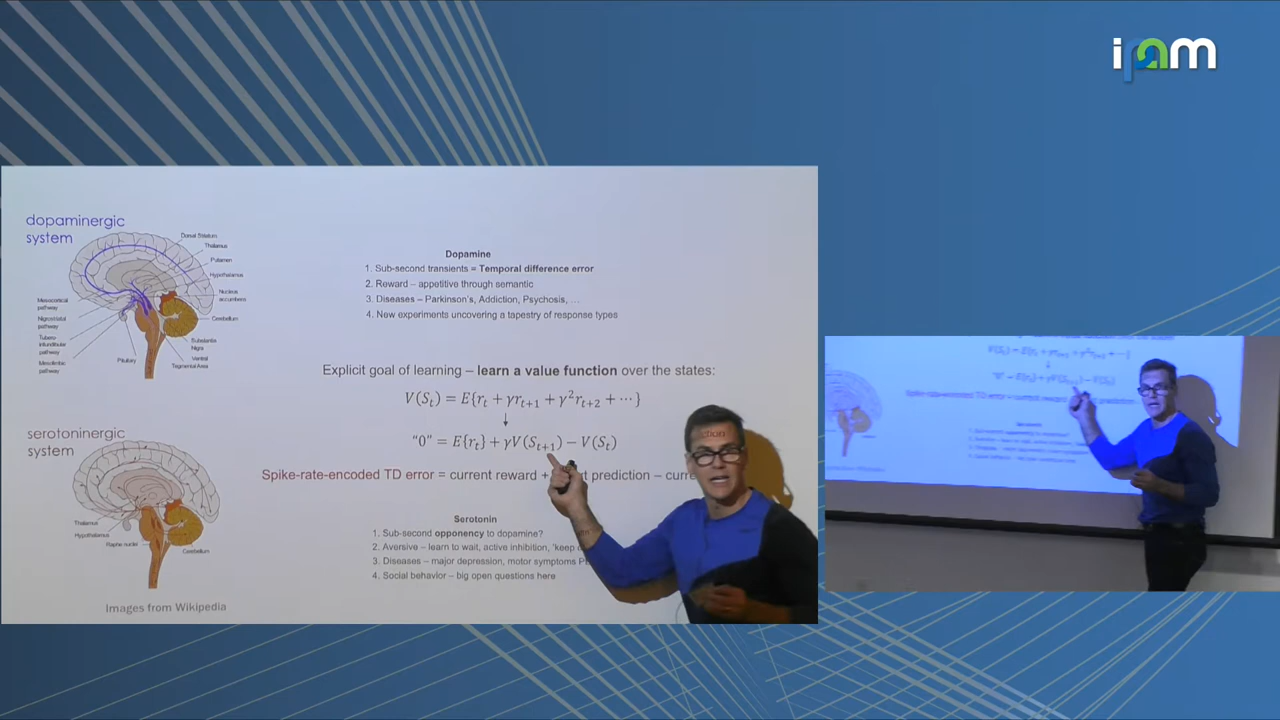 ipam
dopaminergic
system
Dorsal Striatum
Thalamus
Putamen
Hypothalamus
Nucleus
accumbens
Cerebellum
Substantia
Nigra
Ventral
Tegmental Area
Pituitary
Mesocortical
pathway
Nigrostriatal
pathway
Tubero
infundibular
pathway
Mesolimbic
pathway
Dopamine
1. Sub-second transients = Temporal difference error
2. Reward – appetitive through semantic
3. Diseases – Parkinson's, Addiction, Psychosis, …
4. New experiments uncovering a tapestry of response types
Explicit goal of learning – learn a value function over the states:
V(S_t) = E{r_t + γr_{t+1} + γ²r_{t+2} + ⋯}
"0" = E{r_t} + γV(S_{t+1}) − V(S_t)
Spike-rate-encoded TD error = current reward + prediction –
serotoninergic
system
Thalamus
Hypothalamus
Raphe nuclei
Cerebellum
Images from Wikipedia
Serotonin
1. Sub-second opponency to dopamine?
2. Aversive – learn to wait, active inhibition, 'keep
3. Diseases – major depression, motor symptoms
4. Social behavior – big open questions here